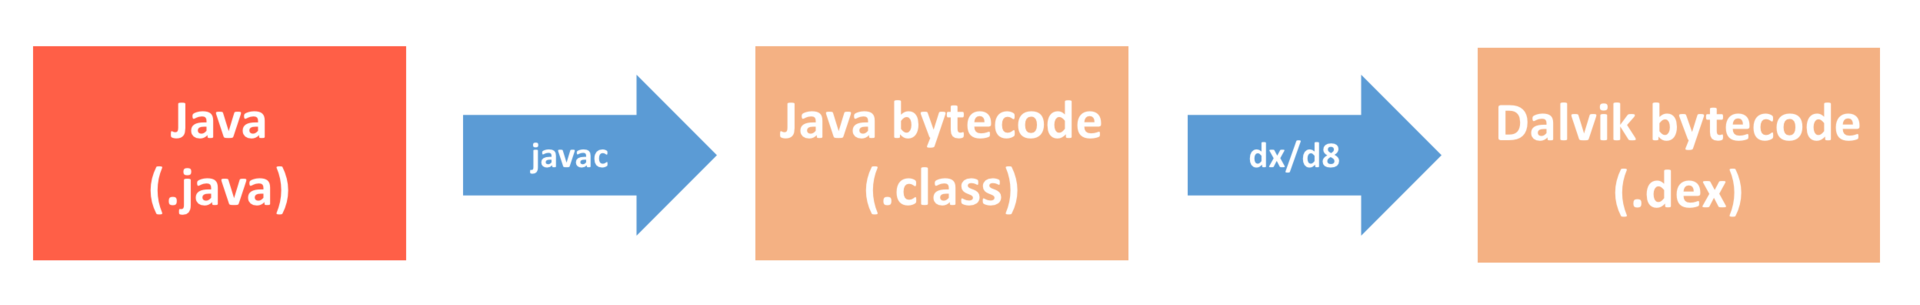 Java
(.java)
javac
Java bytecode
(.class)
dx/d8
Dalvik bytecode
(.dex)